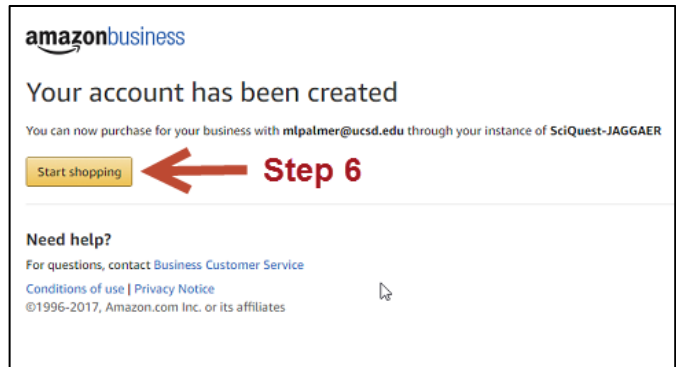 amazonbusiness
Your account has been created
You can now purchase for your business with mlpalmer@ucsd.edu through your instance of SciQuest-JAGGAER
Start shopping
Step 6
Need help?
For questions, contact Business Customer Service
Conditions of use | Privacy Notice
©1996-2017, Amazon.com Inc. or its affiliates